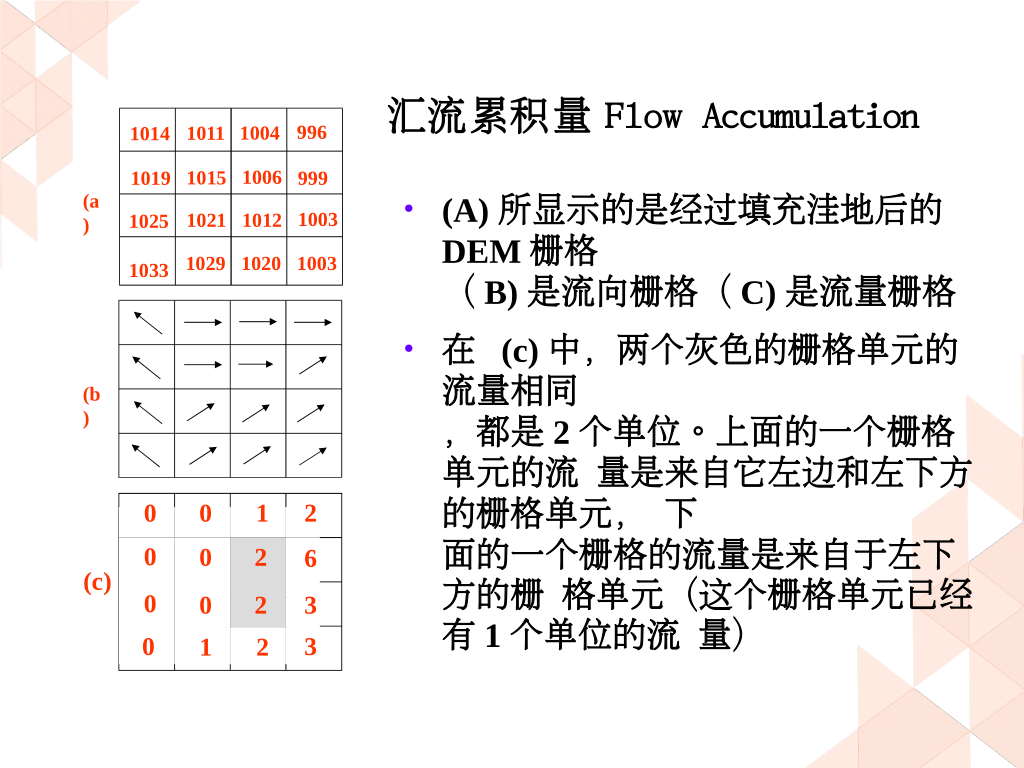 汇流累积量 Flow Accumulation
1014 1011 1004 996
1019 1015 1006 999
(a
)
1025 1021 1012 1003
1033 1029 1020 1003
(b
)
0 0 1 2
0 0 2 6
(c)
0 0 2 3
0 1 2 3
• (A) 所显示的是经过填充洼地后的
DEM 栅格
（ B) 是流向栅格（ C) 是流量栅格
• 在 (c) 中，两个灰色的栅格单元的
流量相同
，都是 2 个单位。上面的一个栅格
单元的流 量是来自它左边和左下方
的栅格单元， 下
面的一个栅格的流量是来自于左下
方的栅 格单元（这个栅格单元已经
有 1 个单位的流 量）